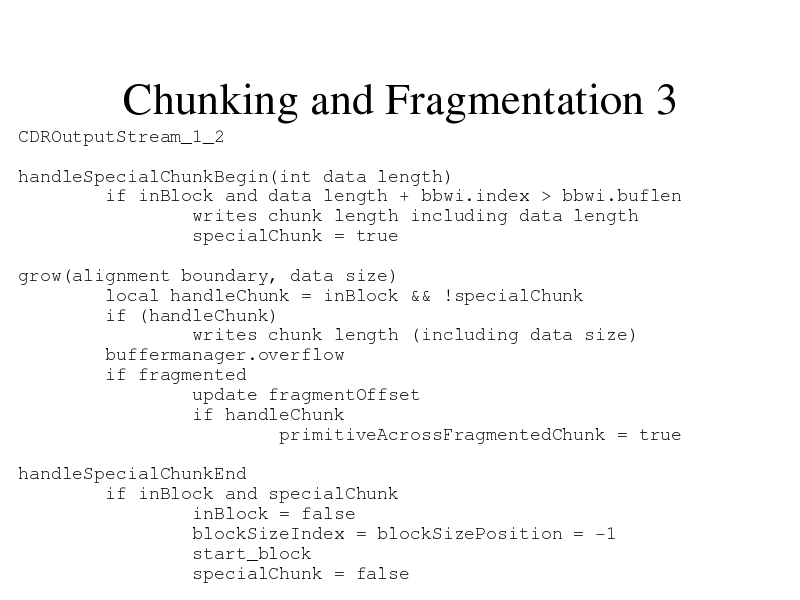 Chunking and Fragmentation 3
CDROutputStream_1_2
handleSpecialChunkBegin(int data length)
if inBlock and data length + bbwi.index > bbwi.buflen
writes chunk length including data length
specialChunk = true
grow(alignment boundary, data size)
local handleChunk = inBlock && !specialChunk
if (handleChunk)
writes chunk length (including data size)
buffermanager.overflow
if fragmented
update fragmentOffset
if handleChunk
primitiveAcrossFragmentedChunk = true
handleSpecialChunkEnd
if inBlock and specialChunk
inBlock = false
blockSizeIndex = blockSizePosition = -1
start_block
specialChunk = false